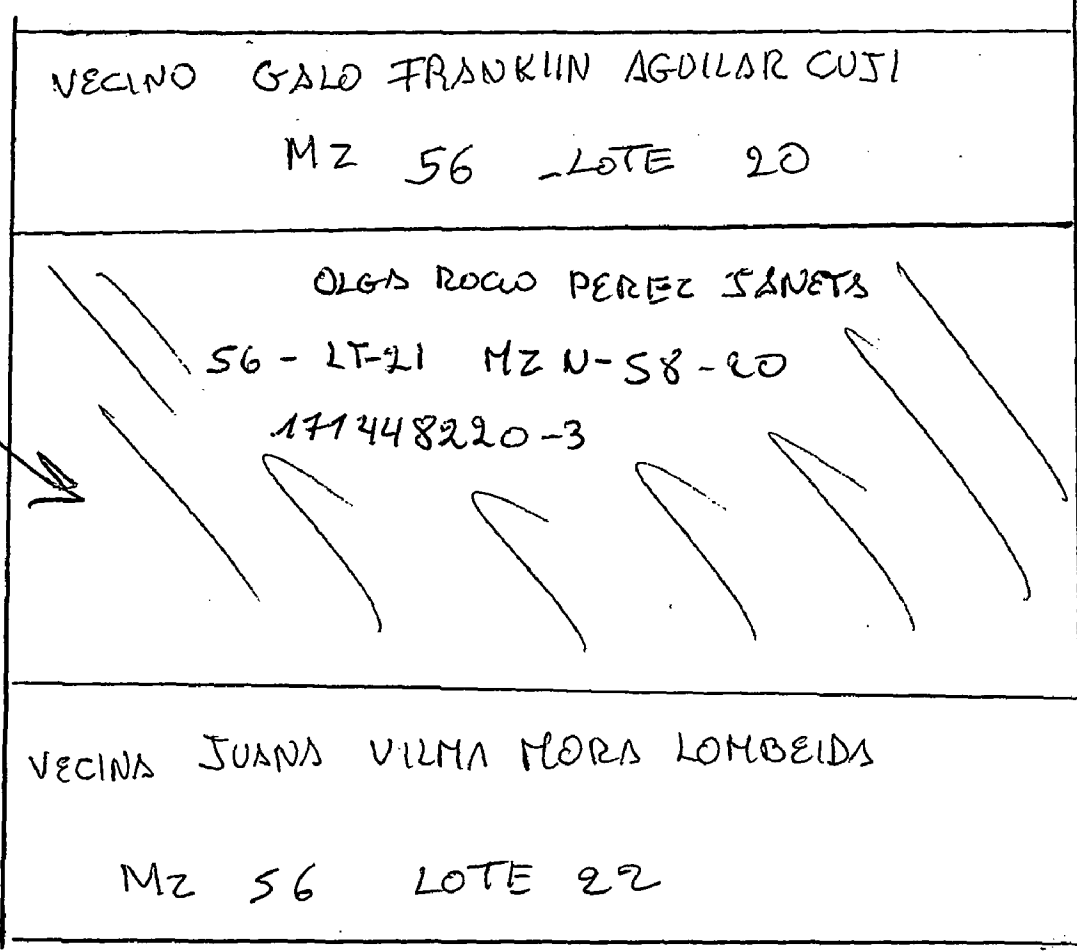 VECINO GALO FRANKLIN AGUILAR CUJI
MZ 56 - LOTE 20
OLGA ROCIO PEREZ SANETA
56 - LT-21 MZ N-58-20
171448220-3
VECINA JUANA VILMA MORA LOMBEIDA
MZ 56 LOTE 22